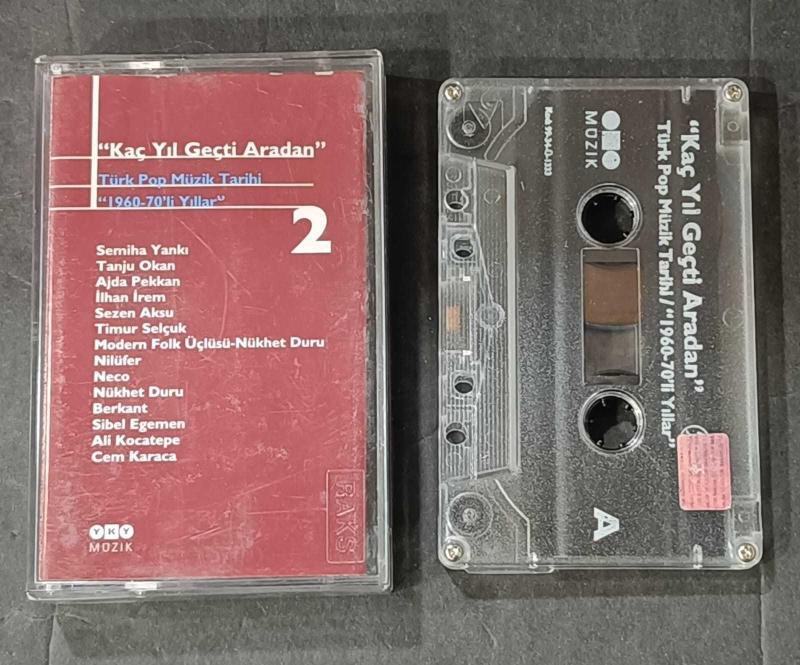 “Kaç Yıl Geçti Aradan”
Türk Pop Müzik Tarihi
“1960-70'li Yıllar”
2
Semiha Yankı
Tanju Okan
Ajda Pekkan
İlhan İrem
Sezen Aksu
Timur Selçuk
Modern Folk Üçlüsü-Nükhet Duru
Nilüfer
Neco
Nükhet Duru
Berkant
Sibel Egemen
Ali Kocatepe
Cem Karaca
YKY
MÜZİK
RAKS
“Kaç Yıl Geçti Aradan”
Türk Pop Müzik Tarihi / “1960-70'li Yıllar”
MÜZİK
A